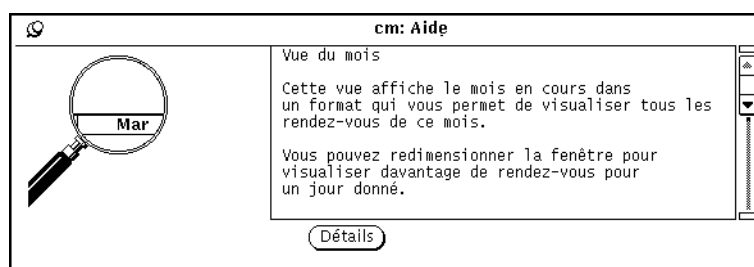 cm: Aide
Mar
Vue du mois
Cette vue affiche le mois en cours dans
un format qui vous permet de visualiser tous les
rendez-vous de ce mois.
Vous pouvez redimensionner la fenêtre pour
visualiser davantage de rendez-vous pour
un jour donné.
Détails